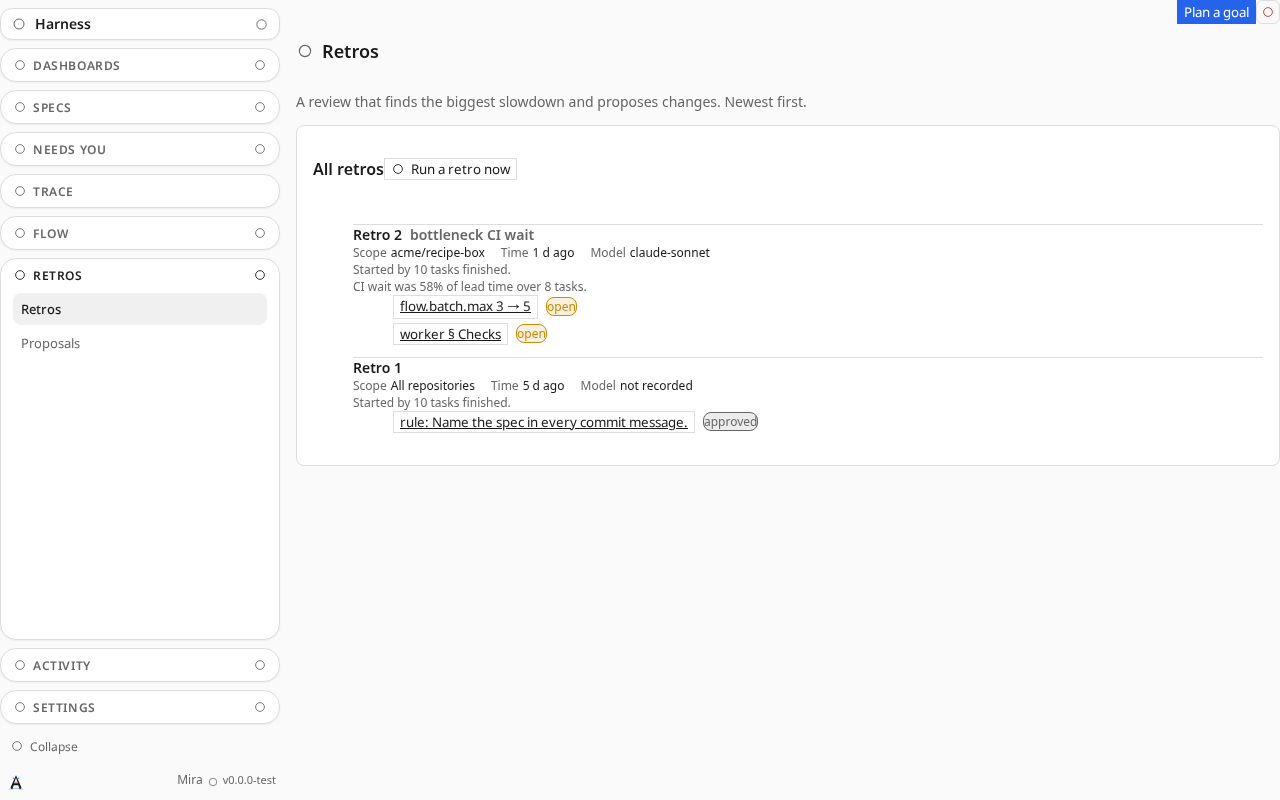 Harness
DASHBOARDS
SPECS
NEEDS YOU
TRACE
FLOW
RETROS
Retros
Proposals
ACTIVITY
SETTINGS
Collapse
A
Mira v0.0.0-test
Plan a goal
Retros
A review that finds the biggest slowdown and proposes changes. Newest first.
All retros Run a retro now
Retro 2 bottleneck CI wait
Scope acme/recipe-box Time 1 d ago Model claude-sonnet
Started by 10 tasks finished.
CI wait was 58% of lead time over 8 tasks.
flow.batch.max 3 → 5 open
worker § Checks open
Retro 1
Scope All repositories Time 5 d ago Model not recorded
Started by 10 tasks finished.
rule: Name the spec in every commit message. approved